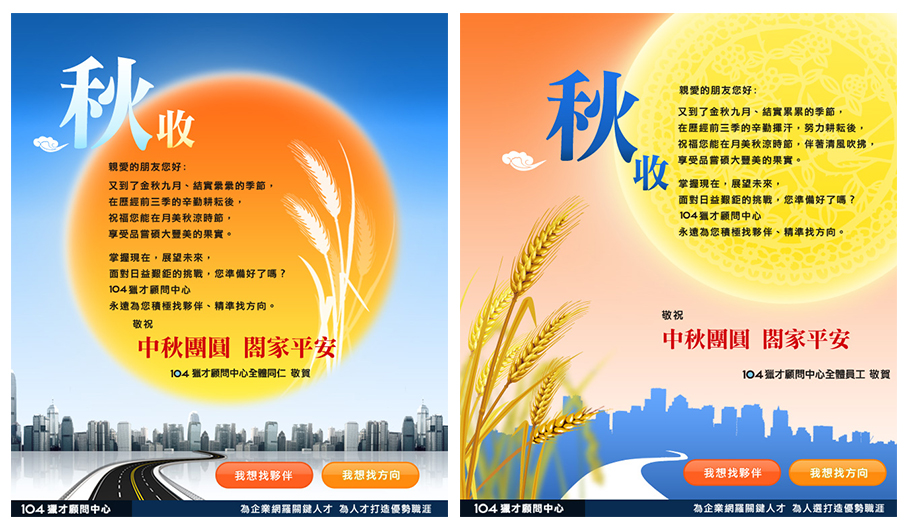 秋收
親愛的朋友您好:
又到了金秋九月、結實纍纍的季節，
在歷經前三季的辛勤耕耘後，
祝福您能在月美秋涼時節，
享受品嘗碩大豐美的果實。
掌握現在，展望未來，
面對日益艱鉅的挑戰，您準備好了嗎？
104獵才顧問中心
永遠為您積極找夥伴、精準找方向。
敬祝
中秋團圓 閤家平安
104獵才顧問中心全體同仁 敬賀
我想找夥伴 我想找方向
104獵才顧問中心 為企業網羅關鍵人才 為人才打造優勢職涯
秋收
親愛的朋友您好:
又到了金秋九月、結實累累的季節，
在歷經前三季的辛勤揮汗，努力耕耘後，
祝福您能在月美秋涼時節，伴著清風吹拂，
享受品嘗碩大豐美的果實。
掌握現在，展望未來，
面對日益艱鉅的挑戰，您準備好了嗎？
104獵才顧問中心
永遠為您積極找夥伴、精準找方向。
敬祝
中秋團圓 閤家平安
104獵才顧問中心全體員工 敬賀
我想找夥伴 我想找方向
104獵才顧問中心 為企業網羅關鍵人才 為人選打造優勢職涯